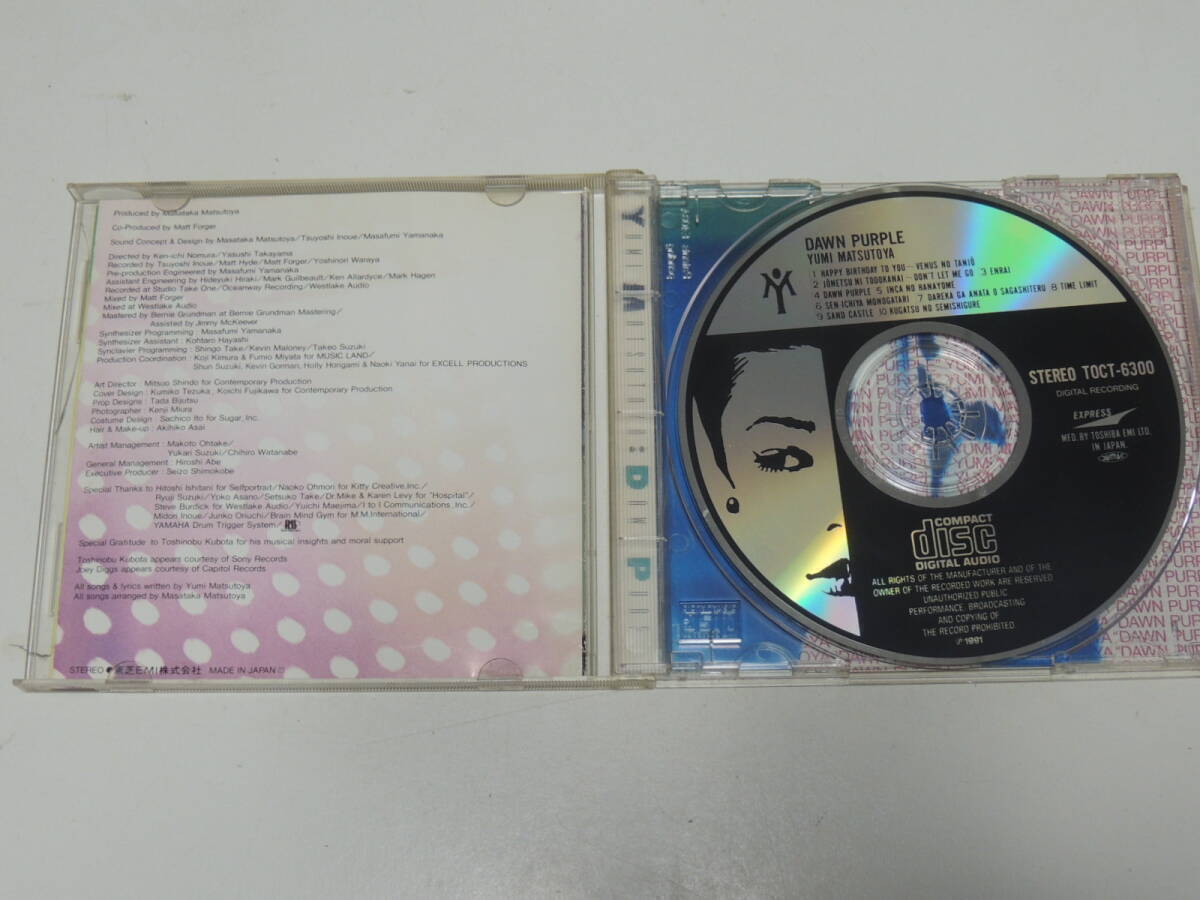 Produced by Masataka Matsutoya
Co-Produced by Matt Forger
Sound Concept & Design by Masataka Matsutoya/Tsuyoshi Inoue/Masafumi Yamanaka
Directed by Ken-ichi Nomura/Yasushi Takayama
Recorded by Tsuyoshi Inoue/Matt Hyde/Matt Forger/Yoshinori Waraya
Pre-production Engineered by Masafumi Yamanaka
Assistant Engineering by Hideyuki Hiraki/Mark Guilbeault/Ken Allardyce/Mark Hagen
Recorded at Studio Take One/Oceanway Recording/Westlake Audio
Mixed by Matt Forger
Mixed at Westlake Audio
Mastered by Bernie Grundman at Bernie Grundman Mastering/
Assisted by Jimmy McKeever
Synthesizer Programming : Masafumi Yamanaka
Synthesizer Assistant : Kohtaro Hayashi
Synclavier Programming : Shingo Take/Kevin Maloney/Takeo Suzuki
Production Coordination : Koji Kimura & Fumio Miyata for MUSIC LAND/
Shun Suzuki, Kevin Gorman, Holly Horigami & Naoki Yanai for EXCELL PRODUCTIONS
Art Director : Mitsuo Shindo for Contemporary Production
Cover Design : Kumiko Tezuka, Koichi Fujikawa for Contemporary Production
Prop Designs : Tada Bijutsu
Photographer : Kenji Miura
Costume Design : Sachico Ito for Sugar, Inc.
Hair & Make-up : Akihiko Asai
Artist Management : Makoto Ohtake/
Yukari Suzuki/Chihiro Watanabe
General Management : Hiroshi Abe
Executive Producer : Seizo Shimokobe
Special Thanks to Hitoshi Ishitani for Selfportrait/Naoko Ohmori for Kitty Creative,Inc./
Ryuji Suzuki/Yoko Asano/Setsuko Take/Dr.Mike & Karen Levy for "Hospital"/
Steve Burdick for Westlake Audio/Yuichi Maejima/I to I Communications ,Inc./
Midori Inoue/Junko Oriuchi/Brain Mind Gym for M.M.International/
YAMAHA Drum Trigger System/
Special Gratitude to Toshinobu Kubota for his musical insights and moral support
Toshinobu Kubota appears courtesy of Sony Records
Joey Diggs appears courtesy of Capitol Records
All songs & lyrics written by Yumi Matsutoya
All songs arranged by Masataka Matsutoya
STEREO 東芝EMI株式会社 MADE IN JAPAN
YUMI MATSUTOYA: DAWN PURPLE
DAWN PURPLE
YUMI MATSUTOYA
1 HAPPY BIRTHDAY TO YOU ~ VENUS NO TANJŌ
2 JŌNETSU NI TODOKANAI ~ DON'T LET ME GO 3 ENRAI
4 DAWN PURPLE 5 INCA NO HANAYOME
6 SEN-ICHIYA MONOGATARI 7 DAREKA GA ANATA O SAGASHITERU 8 TIME LIMIT
9 SAND CASTLE 10 KUGATSU NO SEMISHIGURE
STEREO TOCT-6300
DIGITAL RECORDING
EXPRESS
MFD. BY TOSHIBA EMI LTD.
IN JAPAN.
COMPACT
disc
DIGITAL AUDIO
ALL RIGHTS OF THE MANUFACTURER AND OF THE
OWNER OF THE RECORDED WORK ARE RESERVED
UNAUTHORIZED PUBLIC
PERFORMANCE. BROADCASTING
AND COPYING OF
THE RECORD PROHIBITED.
℗ 1991